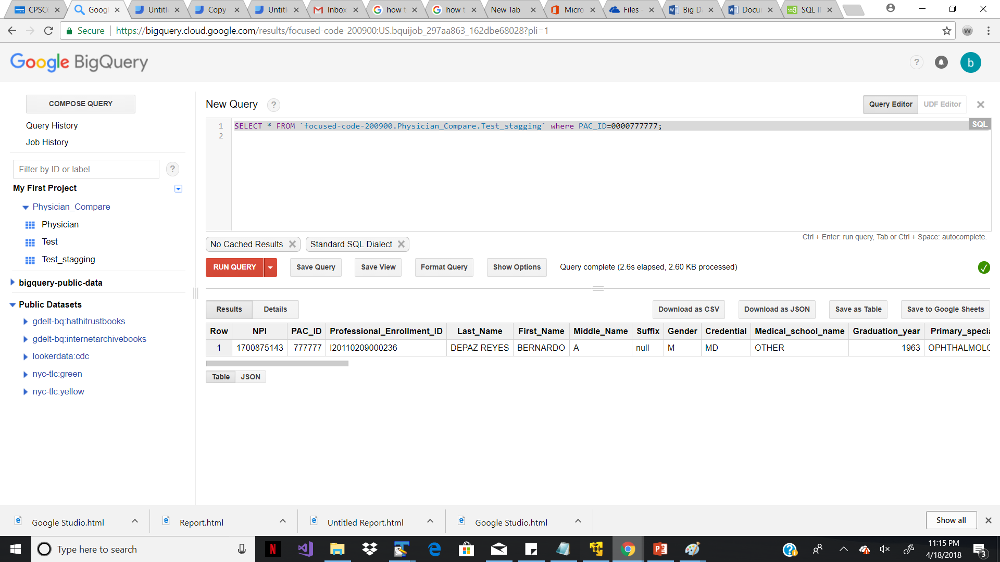 CPSC
Goog
Untitl
Copy
Untitl
Inbox
how t
how t
New Tab
Micro
Files -
Big D
Docu
SQL I
Secure
https://bigquery.cloud.google.com/results/focused-code-200900:US.bquijob_297aa863_162dbe68028?pli=1
W
Google BigQuery
?
b
COMPOSE QUERY
Query History
Job History
Filter by ID or label
?
My First Project
Physician_Compare
Physician
Test
Test_stagging
bigquery-public-data
Public Datasets
gdelt-bq:hathitrustbooks
gdelt-bq:internetarchivebooks
lookerdata:cdc
nyc-tlc:green
nyc-tlc:yellow
New Query ?
Query Editor UDF Editor
1 SELECT * FROM `focused-code-200900.Physician_Compare.Test_stagging` where PAC_ID=0000777777;
SQL
2
Ctrl + Enter: run query, Tab or Ctrl + Space: autocomplete.
No Cached Results Standard SQL Dialect
RUN QUERY Save Query Save View Format Query Show Options Query complete (2.6s elapsed, 2.60 KB processed)
Results Details Download as CSV Download as JSON Save as Table Save to Google Sheets
Row NPI PAC_ID Professional_Enrollment_ID Last_Name First_Name Middle_Name Suffix Gender Credential Medical_school_name Graduation_year Primary_specia
1 1700875143 777777 I20110209000236 DEPAZ REYES BERNARDO A null M MD OTHER 1963 OPHTHALMOLO
Table JSON
Google Studio.html
Report.html
Untitled Report.html
Google Studio.html
Show all
Type here to search
11:15 PM
4/18/2018
3